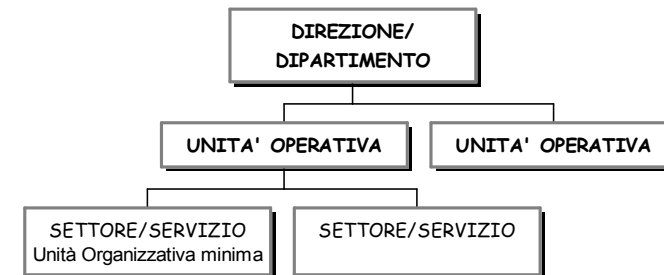 DIREZIONE/
DIPARTIMENTO
UNITA' OPERATIVA
UNITA' OPERATIVA
SETTORE/SERVIZIO
Unità Organizzativa minima
SETTORE/SERVIZIO